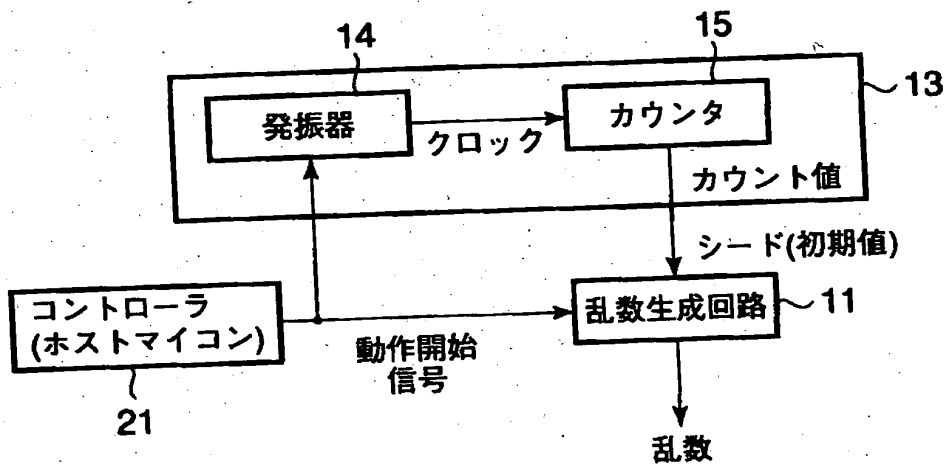 14
15
13
発振器
クロック
カウンタ
カウント値
シード(初期値)
コントローラ
(ホストマイコン)
21
動作開始
信号
乱数生成回路
11
乱数